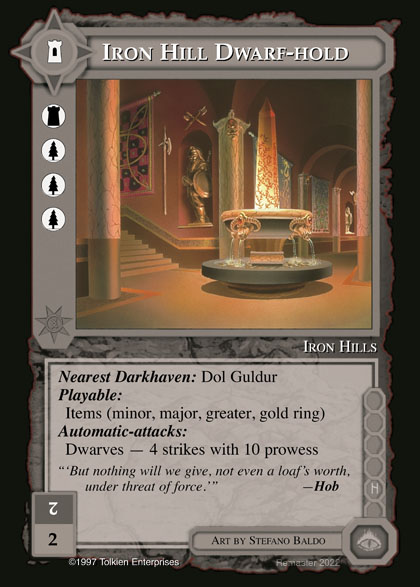 Iron Hill Dwarf-hold
Iron Hills
Nearest Darkhaven: Dol Guldur
Playable:
Items (minor, major, greater, gold ring)
Automatic-attacks:
Dwarves — 4 strikes with 10 prowess
“‘But nothing will we give, not even a loaf’s worth,
under threat of force.’” —Hob
H
2
2
Art by Stefano Baldo
©1997 Tolkien Enterprises
Remaster 2022